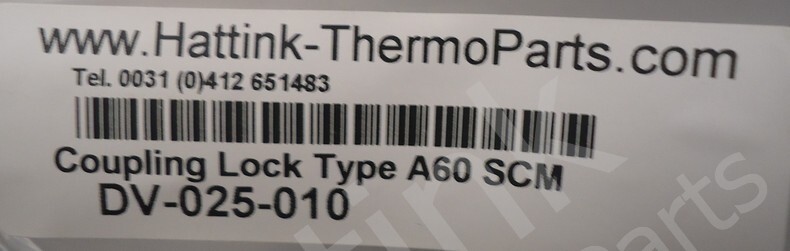 www.Hattink-ThermoParts.com
Tel. 0031 (0)412 651483
Coupling Lock Type A60 SCM
DV-025-010